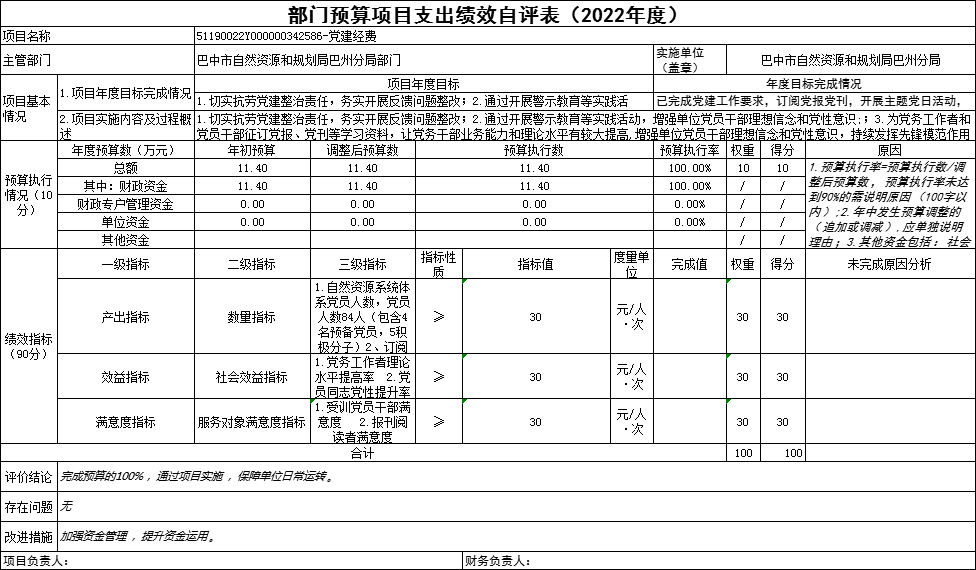 部门预算项目支出绩效自评表（2022年度）
项目名称 51190022Y000000342586-党建经费
主管部门 巴中市自然资源和规划局巴州分局部门 实施单位（盖章） 巴中市自然资源和规划局巴州分局
项目基本情况 1.项目年度目标完成情况 项目年度目标 年度目标完成情况
1.切实抗劳党建整治责任，务实开展反馈问题整改；2.通过开展警示教育等实践活 已完成党建工作要求，订阅党报党刊，开展主题党日活动，
2.项目实施内容及过程概述 1.切实抗劳党建整治责任，务实开展反馈问题整改；2.通过开展警示教育等实践活动，增强单位党员干部理想信念和党性意识;；3.为党务工作者和
党员干部征订党报、党刊等学习资料，让党务干部业务能力和理论水平有较大提高,增强单位党员干部理想信念和党性意识，持续发挥先锋模范作用
预算执行情况（10分） 年度预算数（万元） 年初预算 调整后预算数 预算执行数 预算执行率 权重 得分 原因
总额 11.40 11.40 11.40 100.00% 10 10
其中：财政资金 11.40 11.40 11.40 100.00% / /
财政专户管理资金 0.00 0.00 0.00 0.00% / /
单位资金 0.00 0.00 0.00 0.00% / /
其他资金 / /
1.预算执行率=预算执行数/调整后预算数，预算执行率未达到90%的需说明原因（100字以内）;2.年中发生预算调整的（追加或调减）,应单独说明理由；3.其他资金包括：社会
绩效指标（90分） 一级指标 二级指标 三级指标 指标性质 指标值 度量单位 完成值 权重 得分 未完成原因分析
产出指标 数量指标 1.自然资源系统体系党员人数，党员人数84人（包含4名预备党员，5积极分子）2、订阅 ≥ 30 元/人·次 30 30
效益指标 社会效益指标 1.党务工作者理论水平提高率 2.党员同志党性提升率 ≥ 30 元/人·次 30 30
满意度指标 服务对象满意度指标 1.受训党员干部满意度 2.报刊阅读者满意度 ≥ 30 元/人·次 30 30
合计 100 100
评价结论 完成预算的100%，通过项目实施，保障单位日常运转。
存在问题 无
改进措施 加强资金管理，提升资金运用。
项目负责人： 财务负责人：